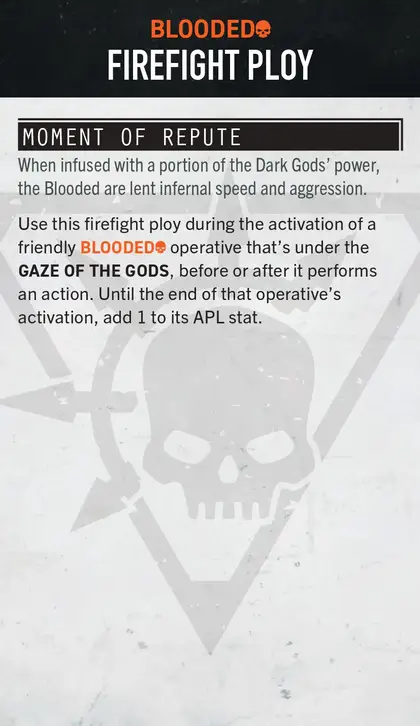 BLOODED
FIREFIGHT PLOY
MOMENT OF REPUTE
When infused with a portion of the Dark Gods’ power,
the Blooded are lent infernal speed and aggression.
Use this firefight ploy during the activation of a
friendly BLOODED operative that’s under the
GAZE OF THE GODS, before or after it performs
an action. Until the end of that operative’s
activation, add 1 to its APL stat.